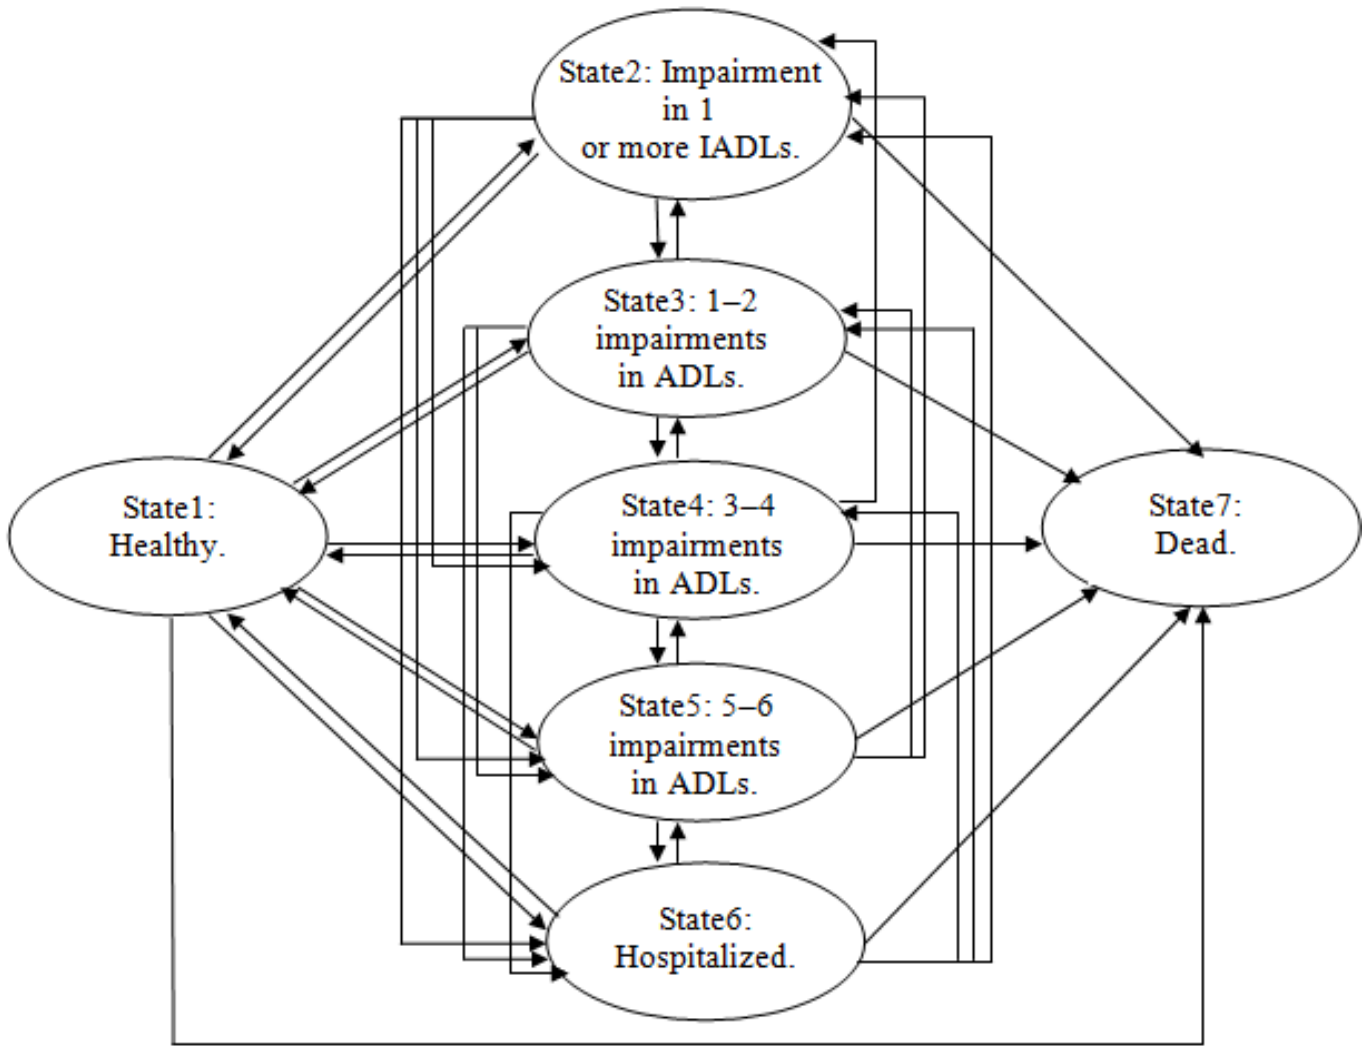 State2: Impairment
in 1
or more IADLs.
State3: 1–2
impairments
in ADLs.
State1:
Healthy.
State4: 3–4
impairments
in ADLs.
State7:
Dead.
State5: 5–6
impairments
in ADLs.
State6:
Hospitalized.